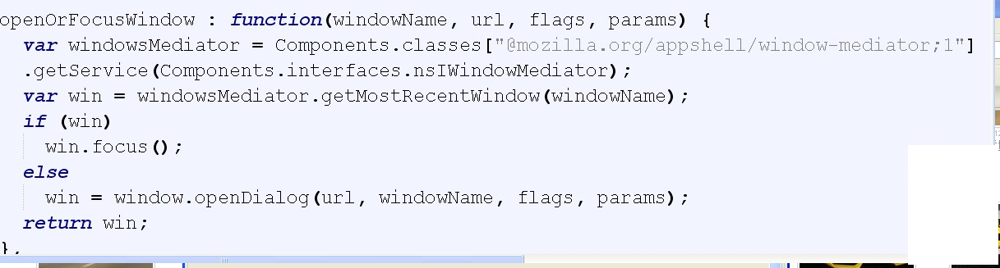 openOrFocusWindow : function(windowName, url, flags, params) {
var windowsMediator = Components.classes["@mozilla.org/appshell/window-mediator;1"]
.getService(Components.interfaces.nsIWindowMediator);
var win = windowsMediator.getMostRecentWindow(windowName);
if (win)
win.focus();
else
win = window.openDialog(url, windowName, flags, params);
return win;
},